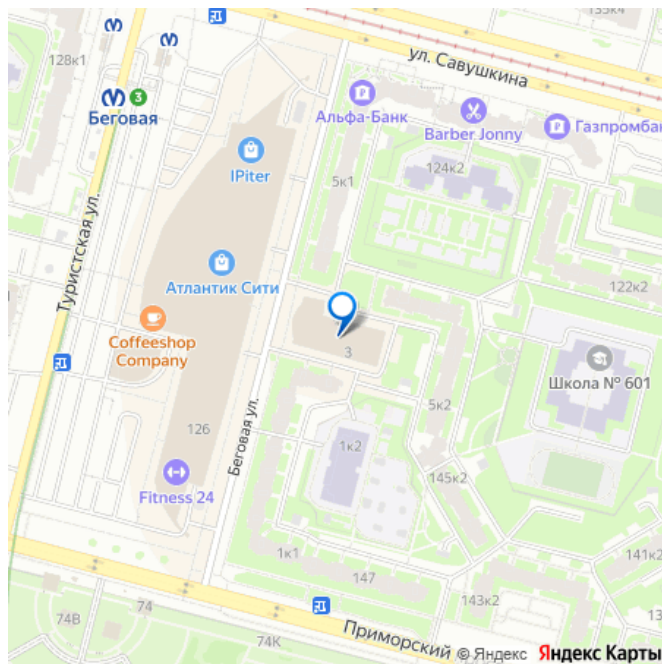 135к4
ул. Савушкина
128к1
3
Беговая
Альфа-Банк
Barber Jonny
Газпромбан
IPiter
5к1
124к2
Туристская ул.
Атлантик Сити
122к2
Coffeeshop
Company
3
Школа № 601
5к2
126
Беговая ул.
1к2
145к2
Fitness 24
1к1
147
141к2
143к2
74В
74
74К
Приморский
© Яндекс Яндекс Карты